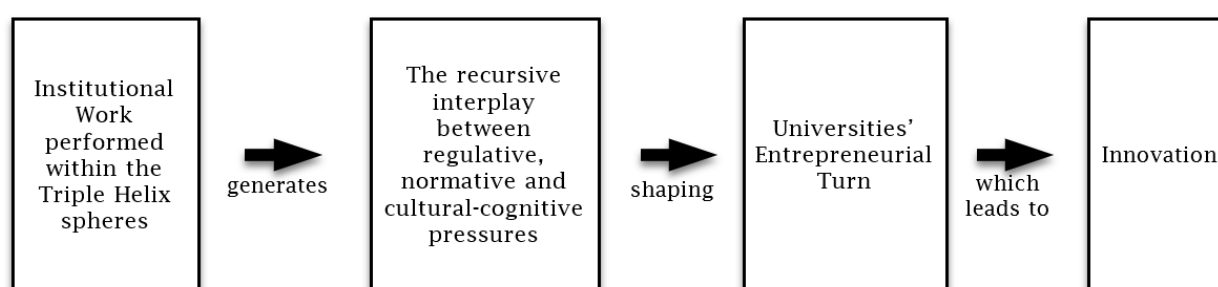 Institutional
Work
performed
within the
Triple Helix
spheres
generates
The recursive
interplay
between
regulative,
normative and
cultural-cognitive
pressures
shaping
Universities’
Entrepreneurial
Turn
which
leads to
Innovation